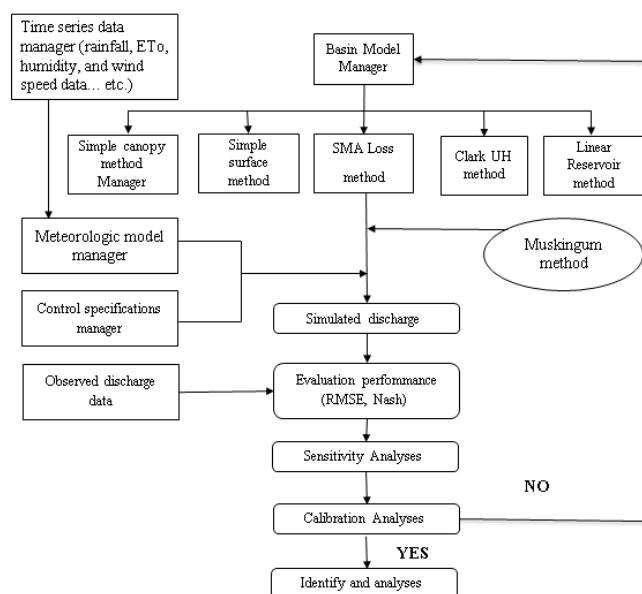 Time series data
manager (rainfall, ETo,
humidity, and wind
speed data... etc.)
Basin Model
Manager
Simple canopy
method
Manager
Simple
surface
method
SMA Loss
method
Clark UH
method
Linear
Reservoir
method
Meteorologic model
manager
Muskingum
method
Control specifications
manager
Simulated discharge
Observed discharge
data
Evaluation perfommance
(RMSE, Nash)
Sensitivity Analyses
NO
Calibration Analyses
YES
Identify and analyses